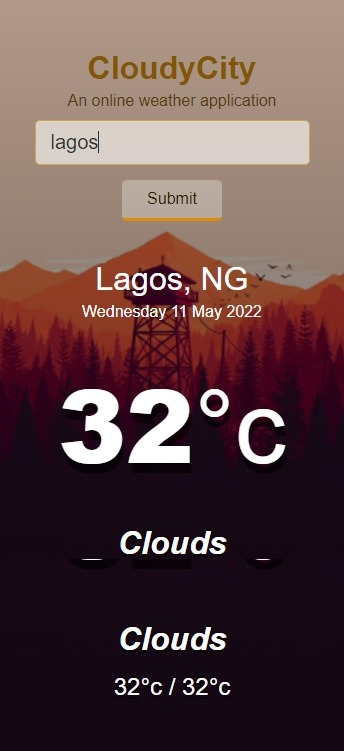 CloudyCity
An online weather application
lagos
Submit
Lagos, NG
Wednesday 11 May 2022
32°c
Clouds
Clouds
32°c / 32°c